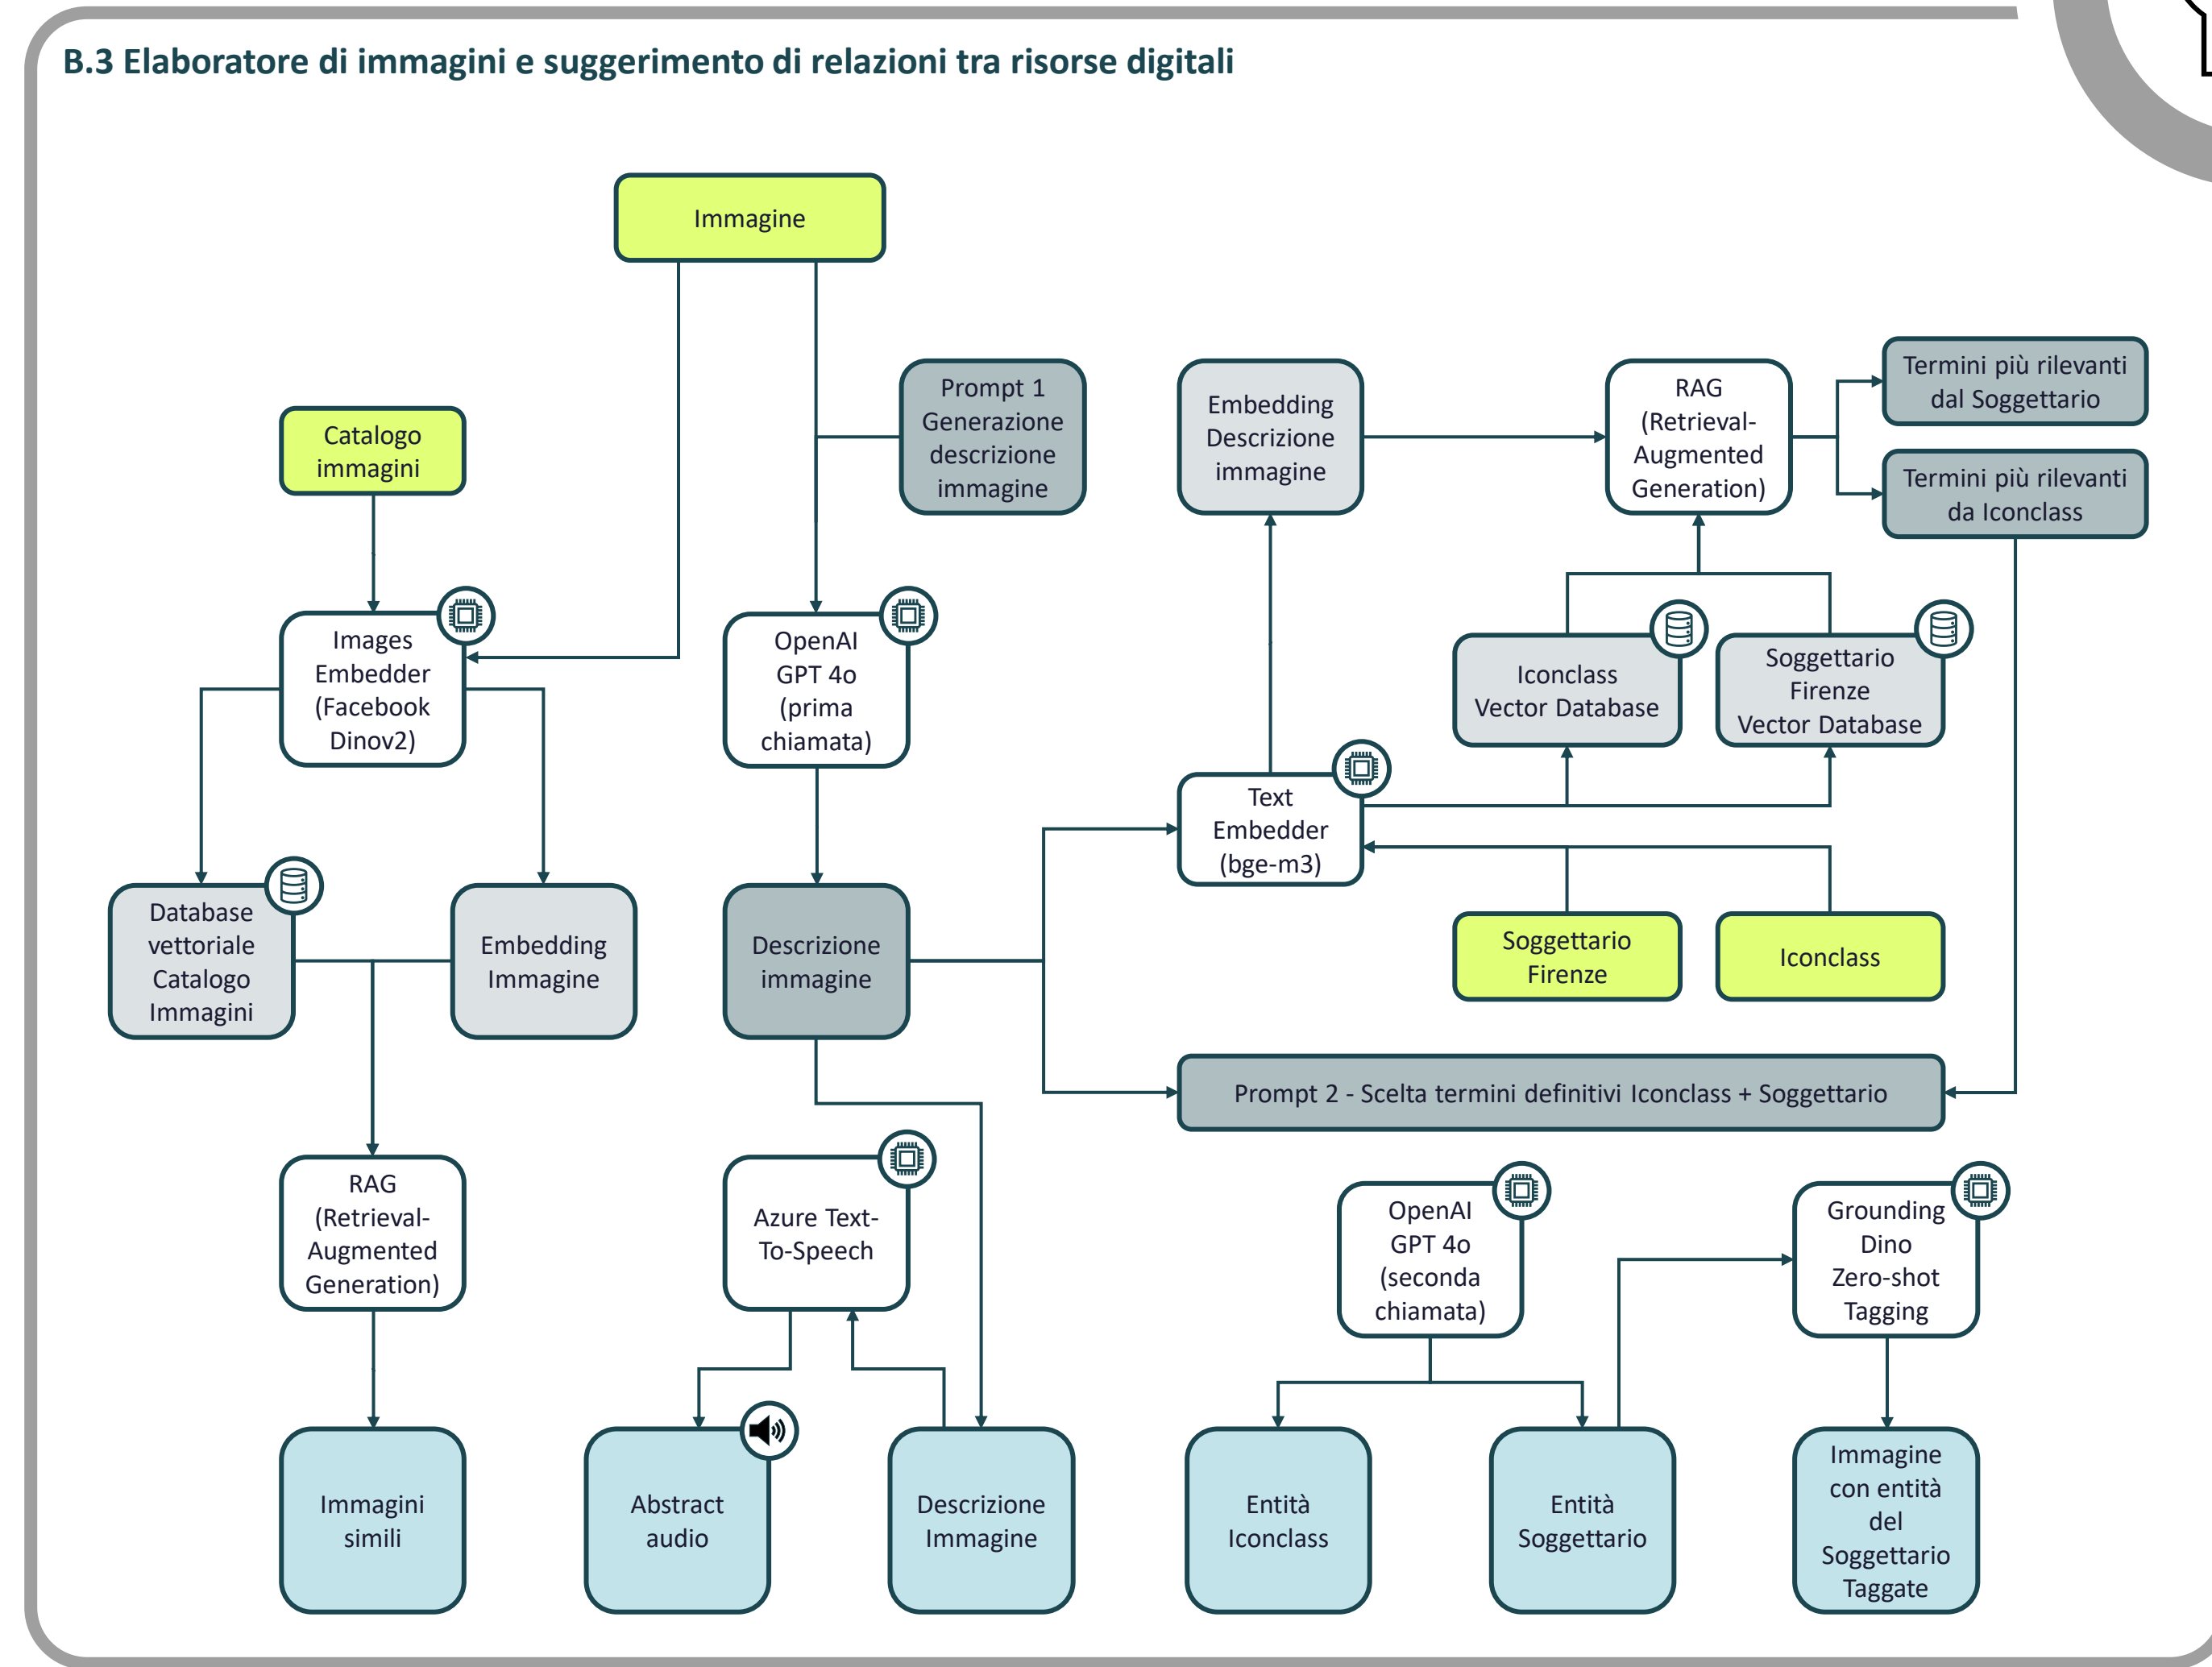 B.3 Elaboratore di immagini e suggerimento di relazioni tra risorse digitali
Immagine
Catalogo
immagini
Prompt 1
Generazione
descrizione
immagine
Embedding
Descrizione
immagine
RAG
(Retrieval-
Augmented
Generation)
Termini più rilevanti
dal Soggettario
Termini più rilevanti
da Iconclass
Images
Embedder
(Facebook
Dinov2)
OpenAI
GPT 4o
(prima
chiamata)
Iconclass
Vector Database
Soggettario
Firenze
Vector Database
Text
Embedder
(bge-m3)
Database
vettoriale
Catalogo
Immagini
Embedding
Immagine
Descrizione
immagine
Soggettario
Firenze
Iconclass
Prompt 2 - Scelta termini definitivi Iconclass + Soggettario
RAG
(Retrieval-
Augmented
Generation)
Azure Text-
To-Speech
OpenAI
GPT 4o
(seconda
chiamata)
Grounding
Dino
Zero-shot
Tagging
Immagini
simili
Abstract
audio
Descrizione
Immagine
Entità
Iconclass
Entità
Soggettario
Immagine
con entità
del
Soggettario
Taggate